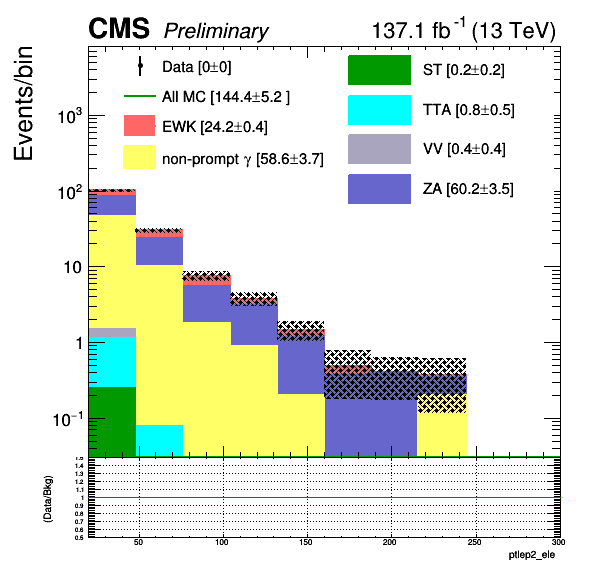 CMS Preliminary 137.1 fb⁻¹ (13 TeV)
Events/bin
Data [0±0]
All MC [144.4±5.2 ]
EWK [24.2±0.4]
non-prompt γ [58.6±3.7]
ST [0.2±0.2]
TTA [0.8±0.5]
VV [0.4±0.4]
ZA [60.2±3.5]
10³
10²
10
1
10⁻¹
(Data/Bkg)
1.5
1.4
1.3
1.2
1.1
1
0.9
0.8
0.7
0.6
0.5
50 100 150 200 250 300
ptlep2_ele